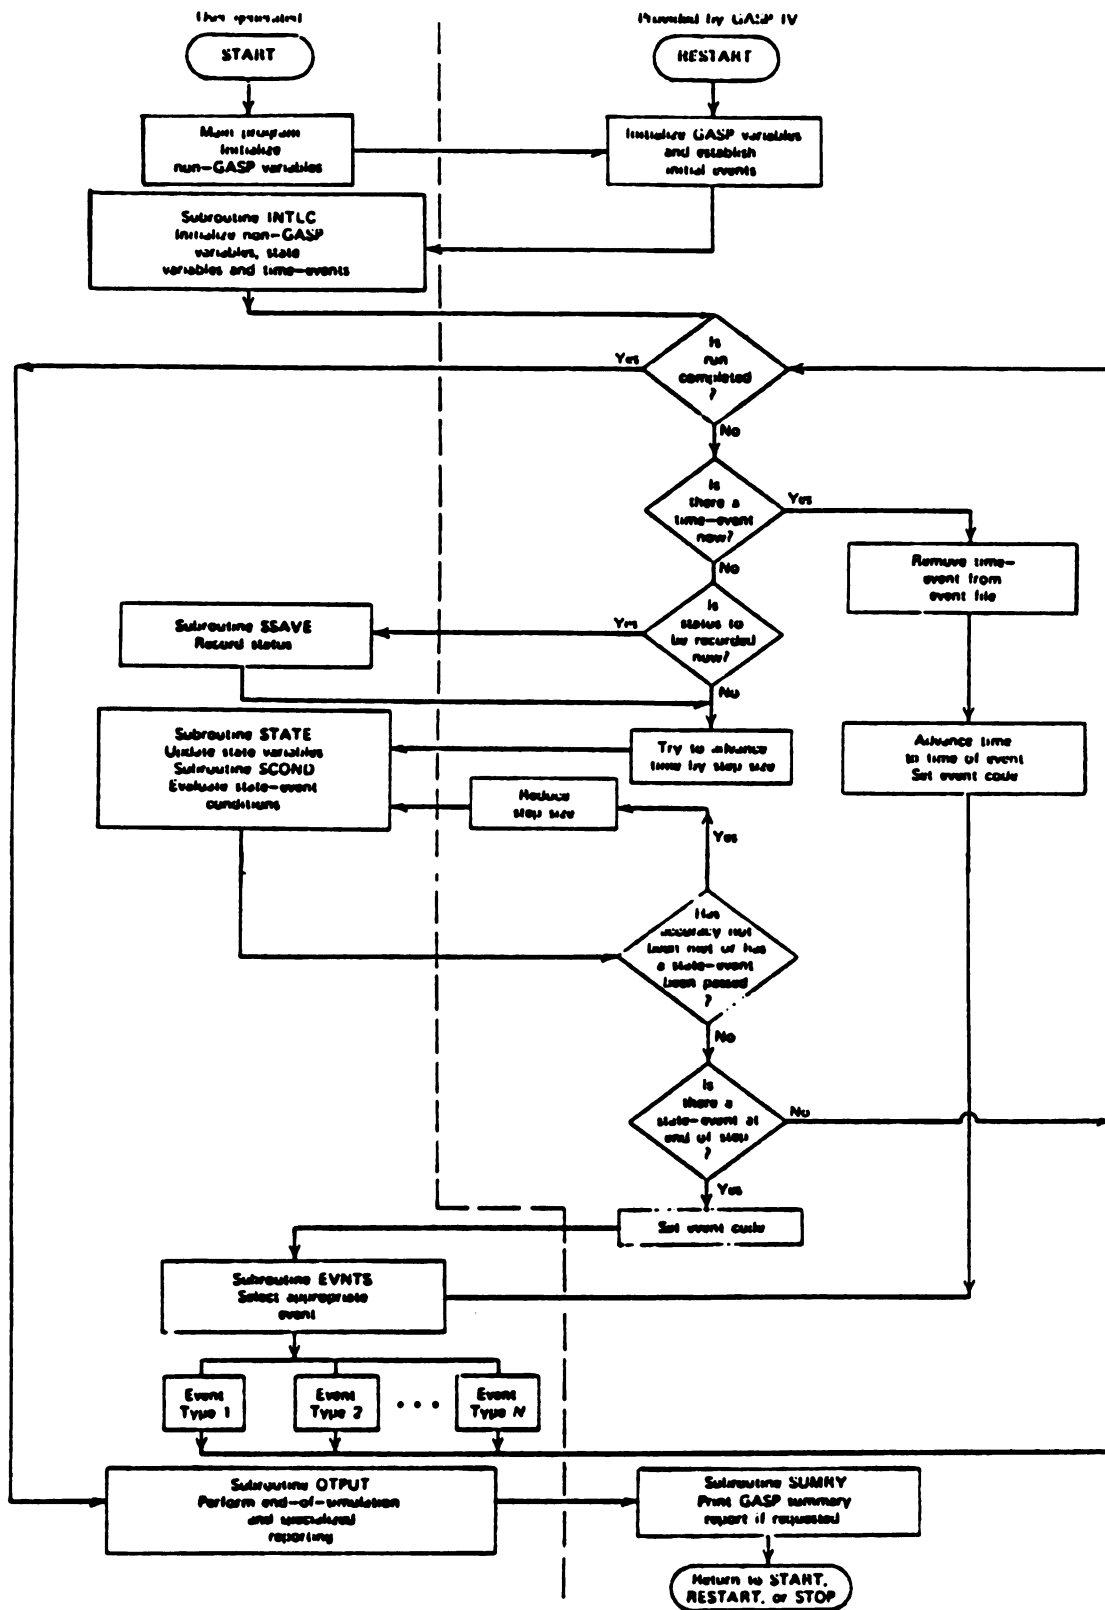 User generated
Provided by GASP IV
START
RESTART
Main program
Initialize
non-GASP variables
Initialize GASP variables
and establish
initial events
Subroutine INTLC
Initialize non-GASP
variables, state
variables and time-events
Is
run
completed
?
Yes
No
Is
there a
time-event
now?
Yes
No
Remove time-
event from
event file
Is
status to
be recorded
now?
Yes
No
Subroutine SSAVE
Record status
Subroutine STATE
Update state variables
Subroutine SCOND
Evaluate state-event
conditions
Try to advance
time by step size
Advance time
to time of event
Set event code
Reduce
step size
Yes
Has
accuracy not
been met or has
a state-event
been passed
?
No
Is
there a
state-event at
end of step
?
No
Yes
Set event code
Subroutine EVNTS
Select appropriate
event
Event
Type 1
Event
Type 2
• • •
Event
Type N
Subroutine OTPUT
Perform end-of-simulation
and specialized
reporting
Subroutine SUMRY
Print GASP summary
report if requested
Return to START,
RESTART, or STOP